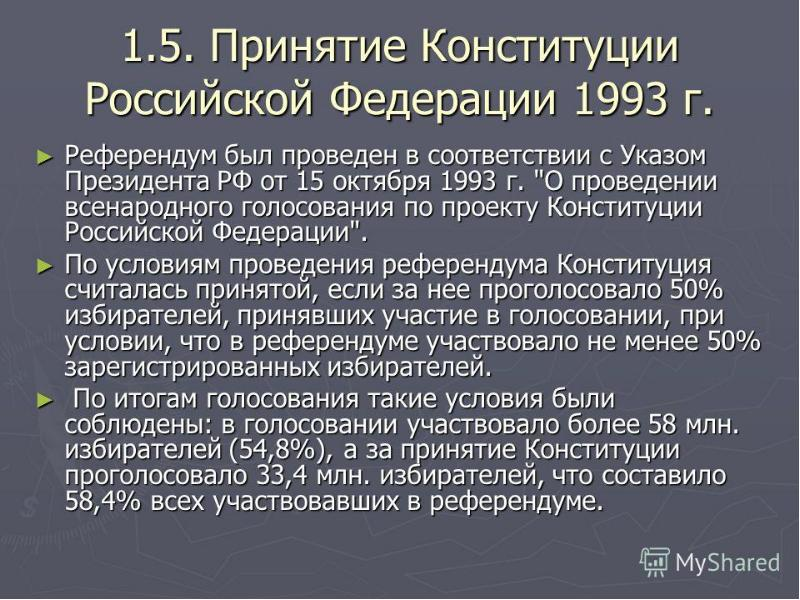 1.5. Принятие Конституции
Российской Федерации 1993 г.
► Референдум был проведен в соответствии с Указом
Президента РФ от 15 октября 1993 г. "О проведении
всенародного голосования по проекту Конституции
Российской Федерации".
► По условиям проведения референдума Конституция
считалась принятой, если за нее проголосовало 50%
избирателей, принявших участие в голосовании, при
условии, что в референдуме участвовало не менее 50%
зарегистрированных избирателей.
► По итогам голосования такие условия были
соблюдены: в голосовании участвовало более 58 млн.
избирателей (54,8%), а за принятие Конституции
проголосовало 33,4 млн. избирателей, что составило
58,4% всех участвовавших в референдуме.
MyShared